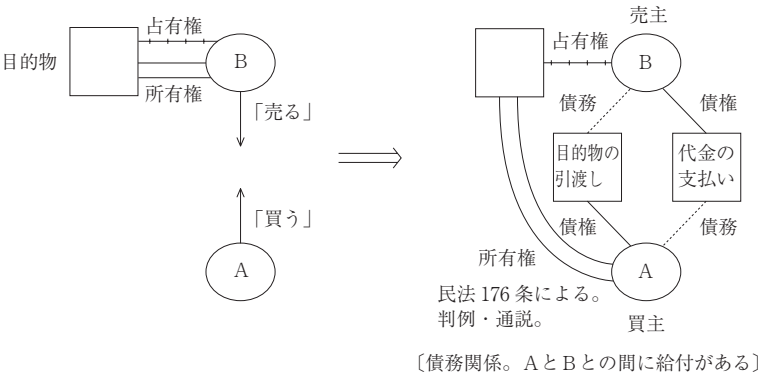 占有権
目的物
B
所有権
「売る」
「買う」
A
売主
占有権
B
債務
債権
目的物の
引渡し
代金の
支払い
債権
債務
所有権
A
民法 176 条による。
判例・通説。
買主
〔債務関係。AとBとの間に給付がある〕